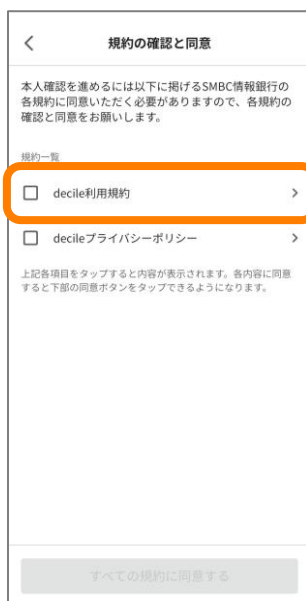 規約の確認と同意
本人確認を進めるには以下に掲げるSMBC情報銀行の
各規約に同意いただく必要がありますので、各規約の
確認と同意をお願いします。
規約一覧
decile利用規約
decileプライバシーポリシー
上記各項目をタップすると内容が表示されます。各内容に同意
すると下部の同意ボタンをタップできるようになります。
すべての規約に同意する